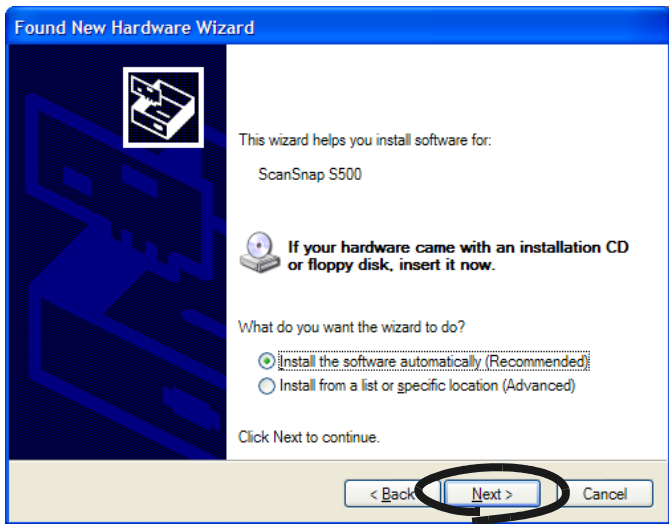 Found New Hardware Wizard
This wizard helps you install software for:
ScanSnap S500
If your hardware came with an installation CD
or floppy disk, insert it now.
What do you want the wizard to do?
Install the software automatically (Recommended)
Install from a list or specific location (Advanced)
Click Next to continue.
< Back Next > Cancel